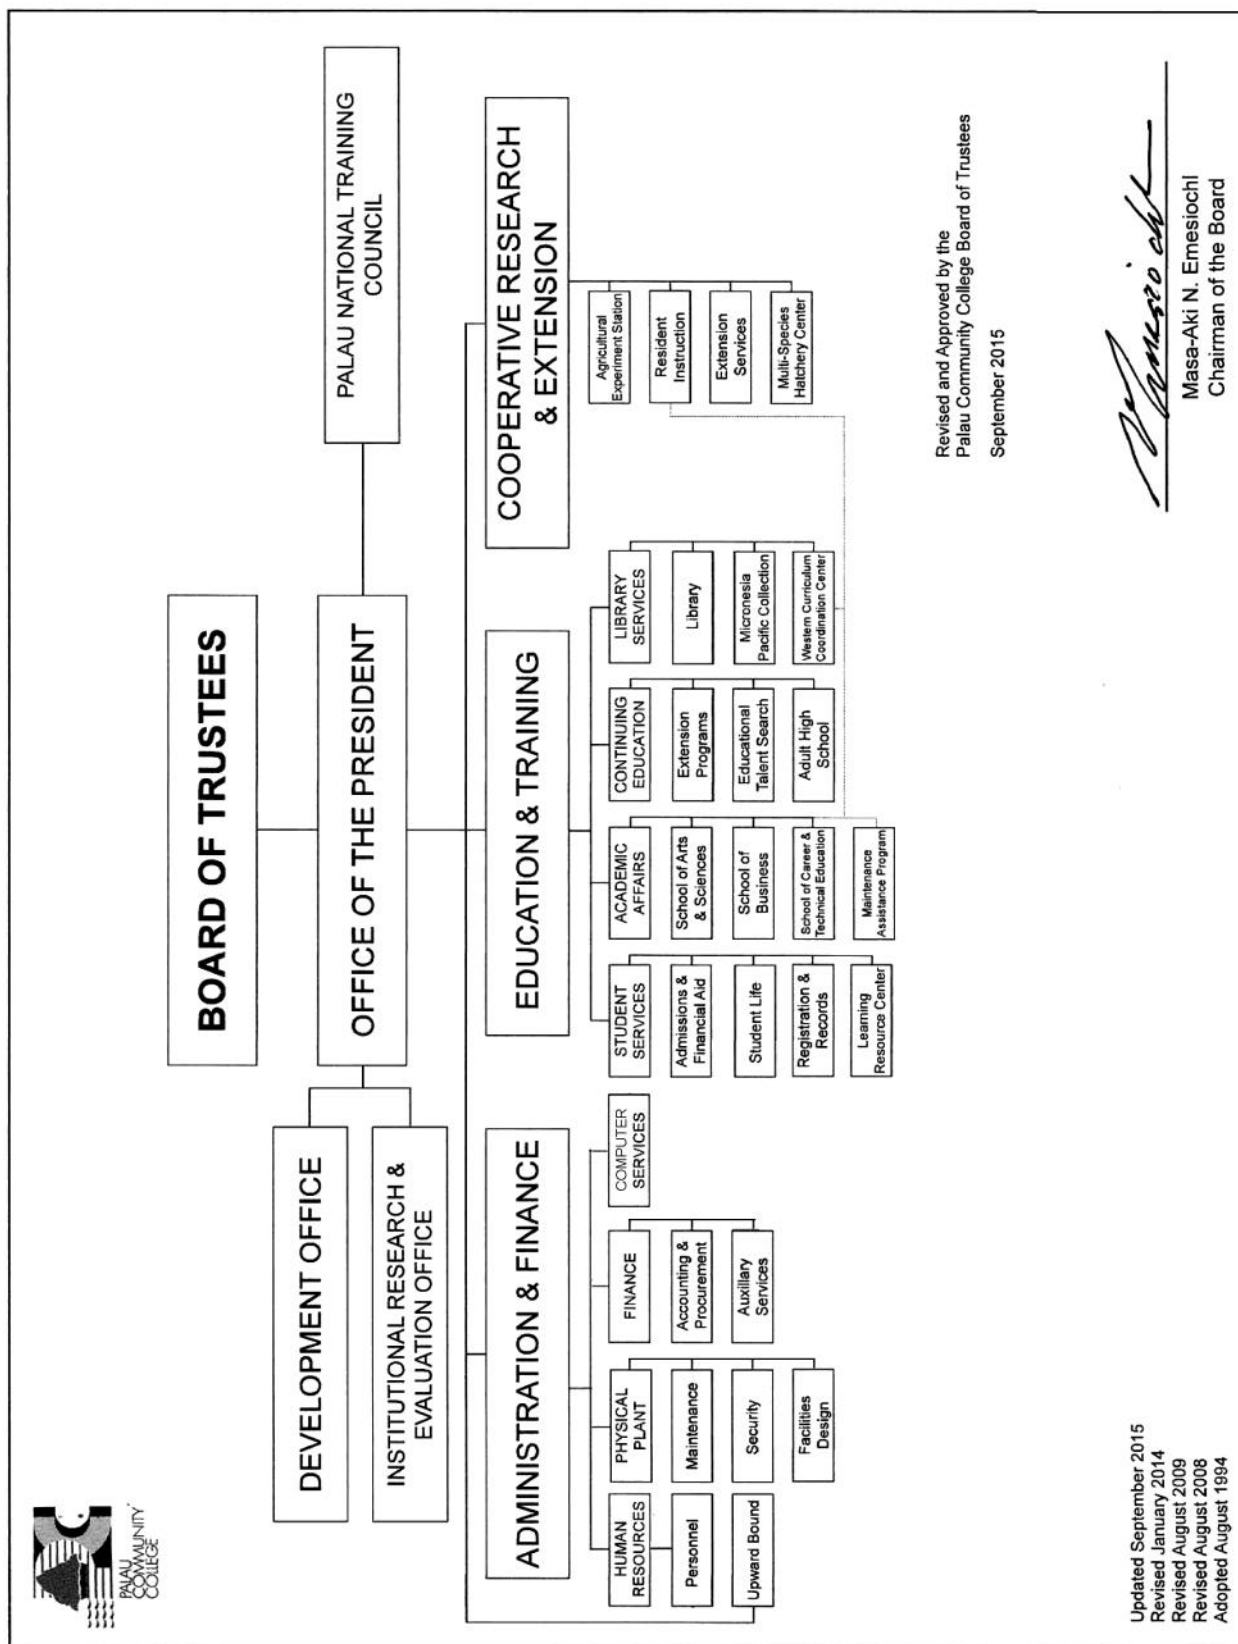 PALAU
COMMUNITY
COLLEGE
BOARD OF TRUSTEES
OFFICE OF THE PRESIDENT
PALAU NATIONAL TRAINING
COUNCIL
DEVELOPMENT OFFICE
INSTITUTIONAL RESEARCH &
EVALUATION OFFICE
ADMINISTRATION & FINANCE
HUMAN
RESOURCES
Personnel
Upward Bound
PHYSICAL
PLANT
Maintenance
Security
Facilities
Design
FINANCE
Accounting &
Procurement
Auxillary
Services
COMPUTER
SERVICES
EDUCATION & TRAINING
STUDENT
SERVICES
Admissions &
Financial Aid
Student Life
Registration &
Records
Learning
Resource Center
ACADEMIC
AFFAIRS
School of Arts
& Sciences
School of
Business
School of Career &
Technical Education
Maintenance
Assistance Program
CONTINUING
EDUCATION
Extension
Programs
Educational
Talent Search
Adult High
School
LIBRARY
SERVICES
Library
Micronesia
Pacific Collection
Western Curriculum
Coordination Center
COOPERATIVE RESEARCH
& EXTENSION
Agricultural
Experiment Station
Resident
Instruction
Extension
Services
Multi-Species
Hatchery Center
Revised and Approved by the
Palau Community College Board of Trustees
September 2015
Updated September 2015
Revised January 2014
Revised August 2009
Revised August 2008
Adopted August 1994
Masa-Aki N. Emesiochl
Chairman of the Board